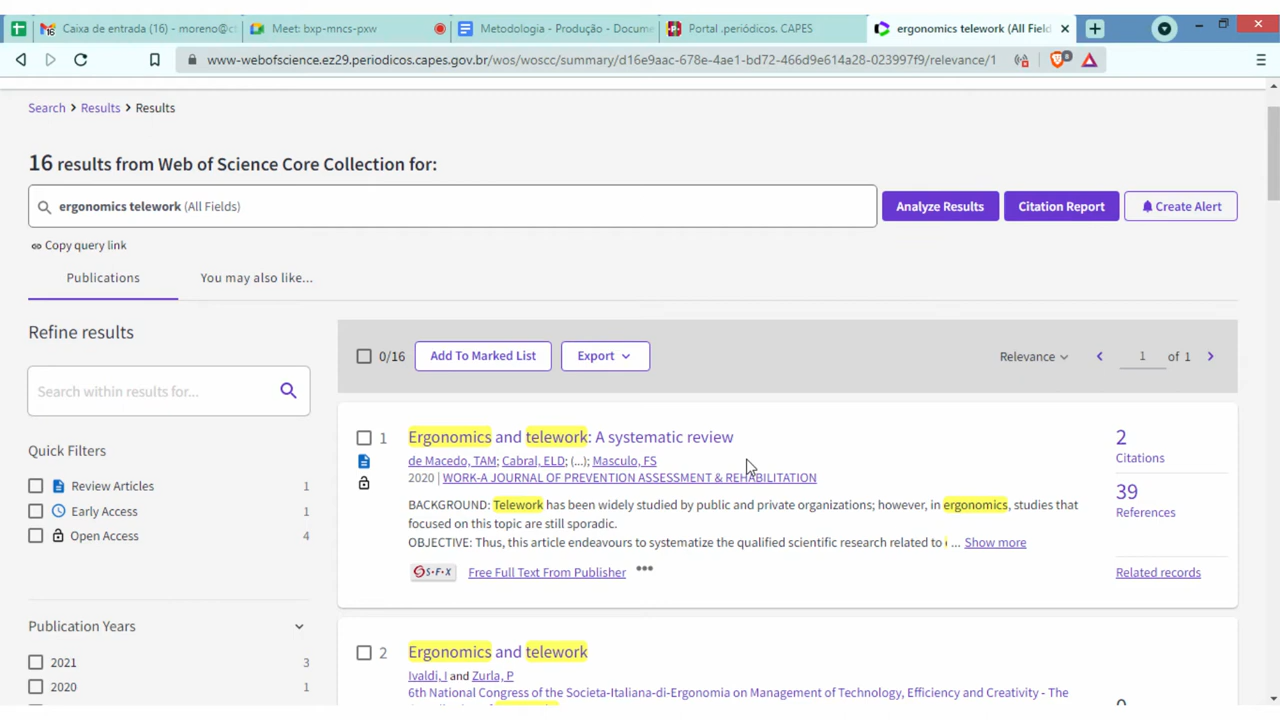 Caixa de entrada (16) - moreno@c
Meet: bxp-mncs-pxw
Metodologia - Produção - Docume
Portal .periódicos. CAPES
ergonomics telework (All Field
www-webofscience.ez29.periodicos.capes.gov.br/wos/woscc/summary/d16e9aac-678e-4ae1-bd72-466d9e614a28-023997f9/relevance/1
Search > Results > Results
16 results from Web of Science Core Collection for:
ergonomics telework (All Fields)
Analyze Results
Citation Report
Create Alert
Copy query link
Publications
You may also like...
Refine results
Search within results for...
Quick Filters
Review Articles 1
Early Access 1
Open Access 4
Publication Years
2021 3
2020 1
0/16
Add To Marked List
Export
Relevance
1 of 1
1 Ergonomics and telework: A systematic review
de Macedo, TAM; Cabral, ELD; (...); Masculo, FS
2020 | WORK-A JOURNAL OF PREVENTION ASSESSMENT & REHABILITATION
BACKGROUND: Telework has been widely studied by public and private organizations; however, in ergonomics, studies that
focused on this topic are still sporadic.
OBJECTIVE: Thus, this article endeavours to systematize the qualified scientific research related to ... Show more
S·F·X
Free Full Text From Publisher
2
Citations
39
References
Related records
2 Ergonomics and telework
Ivaldi, I and Zurla, P
6th National Congress of the Societa-Italiana-di-Ergonomia on Management of Technology, Efficiency and Creativity - The